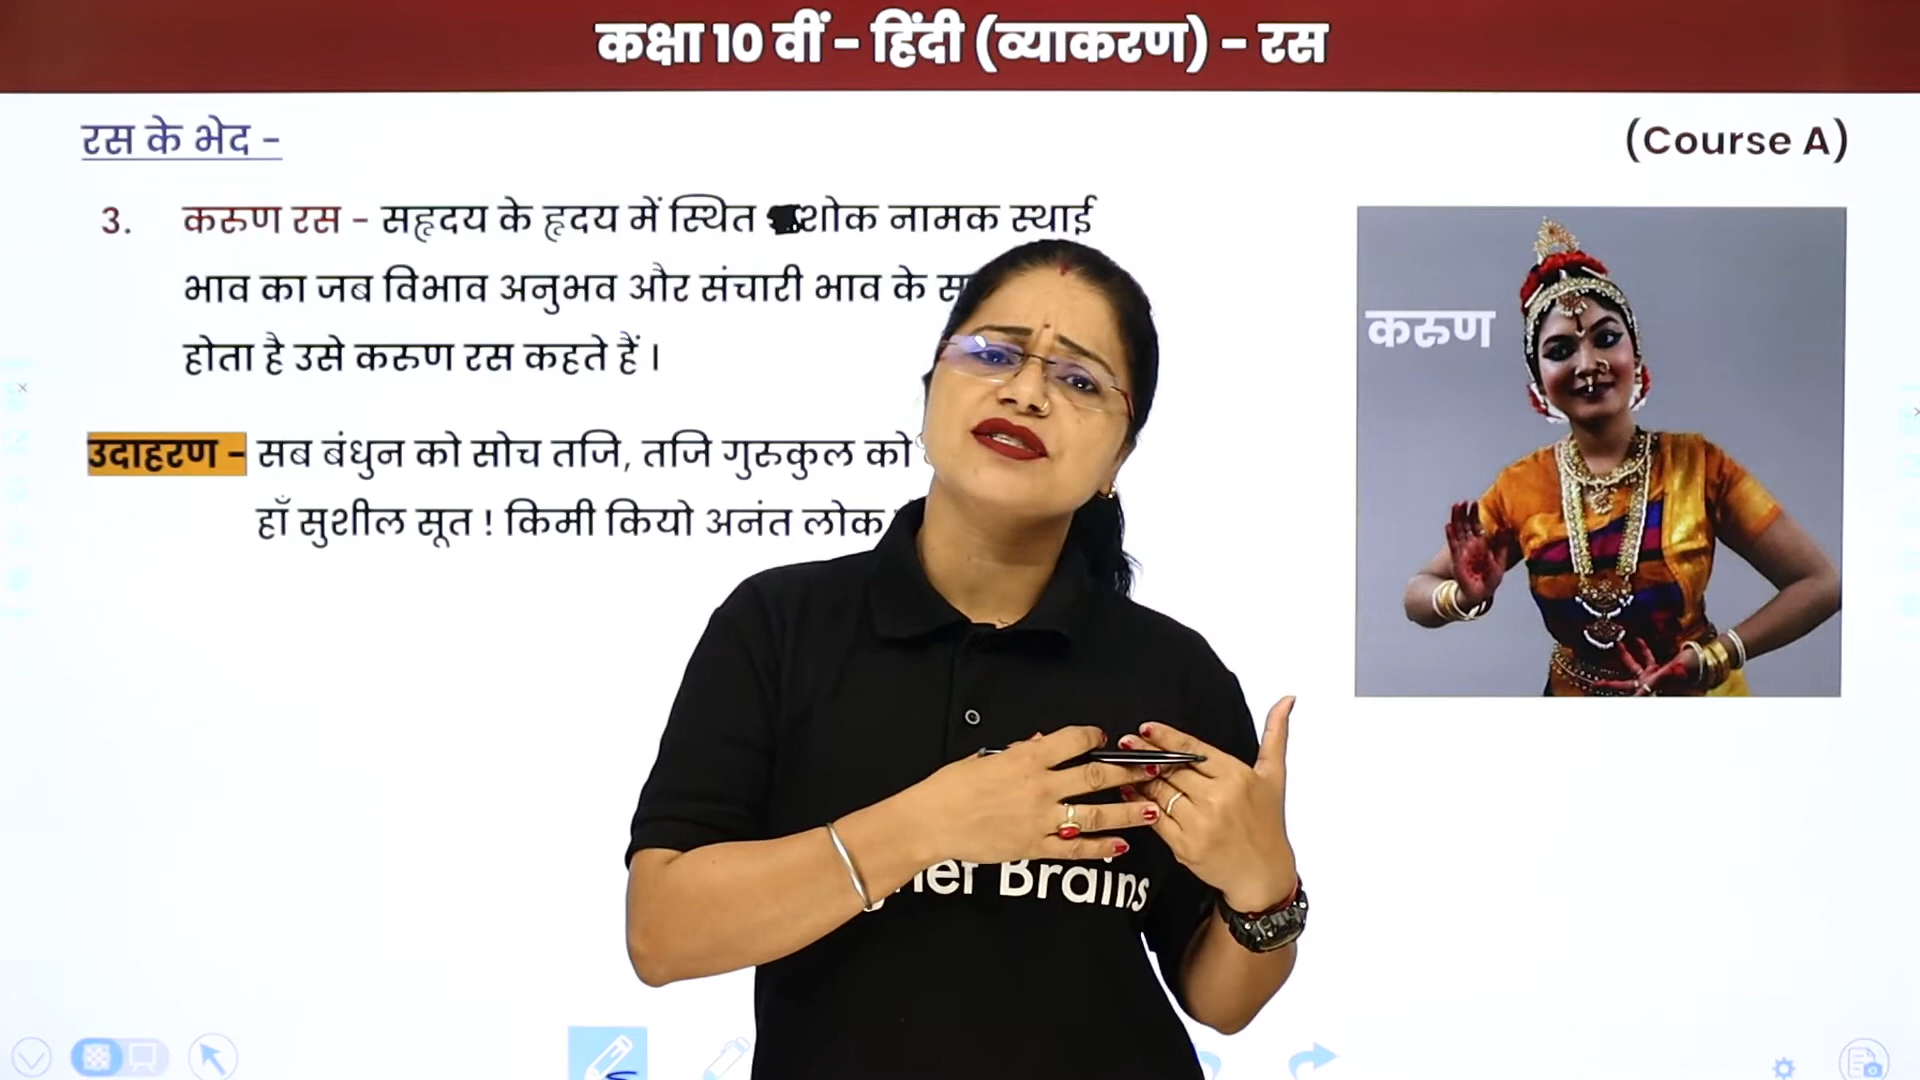 कक्षा 10 वीं - हिंदी (व्याकरण) - रस
रस के भेद -
(Course A)
3. करुण रस - सहृदय के हृदय में स्थित शोक नामक स्थाई
भाव का जब विभाव अनुभव और संचारी भाव के
होता है उसे करुण रस कहते हैं ।
करुण
उदाहरण - सब बंधुन को सोच तजि, तजि गुरुकुल को
हाँ सुशील सूत ! किमी कियो अनंत लोक
Brains